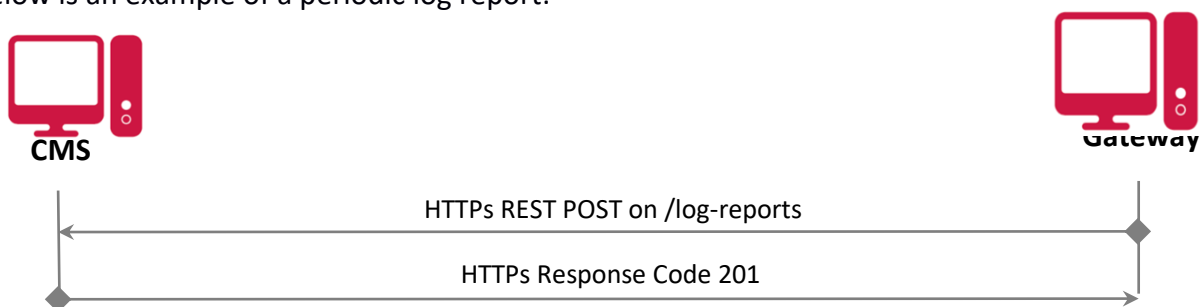 low is an example of a periodic log report:
CMS
Gateway
HTTPs REST POST on /log-reports
HTTPs Response Code 201